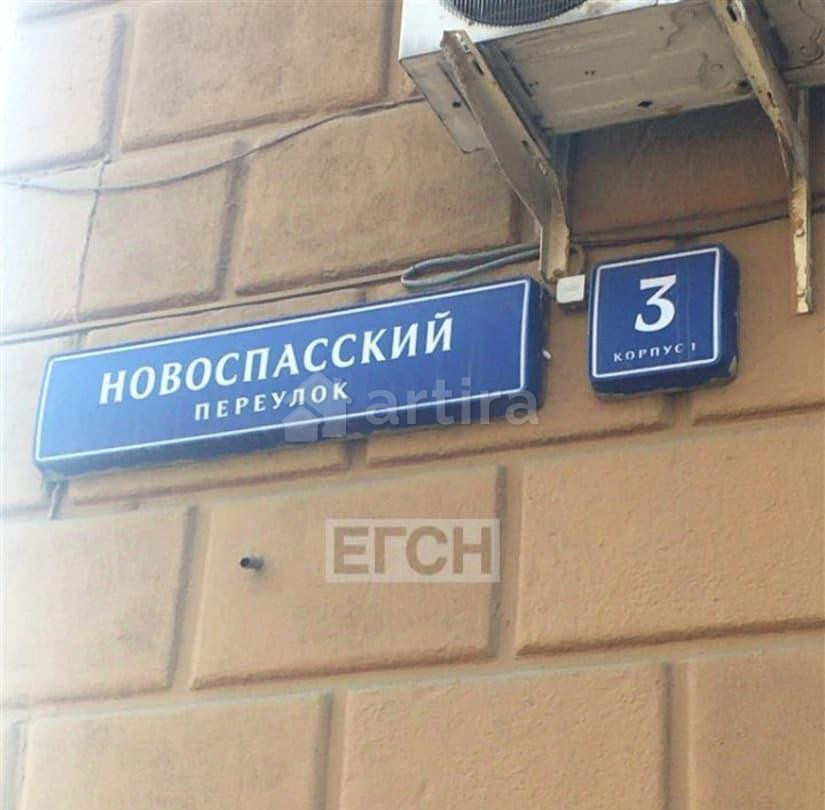 НОВОСПАССКИЙ
ПЕРЕУЛОК
3
КОРПУС 1
artira
ЕГСН